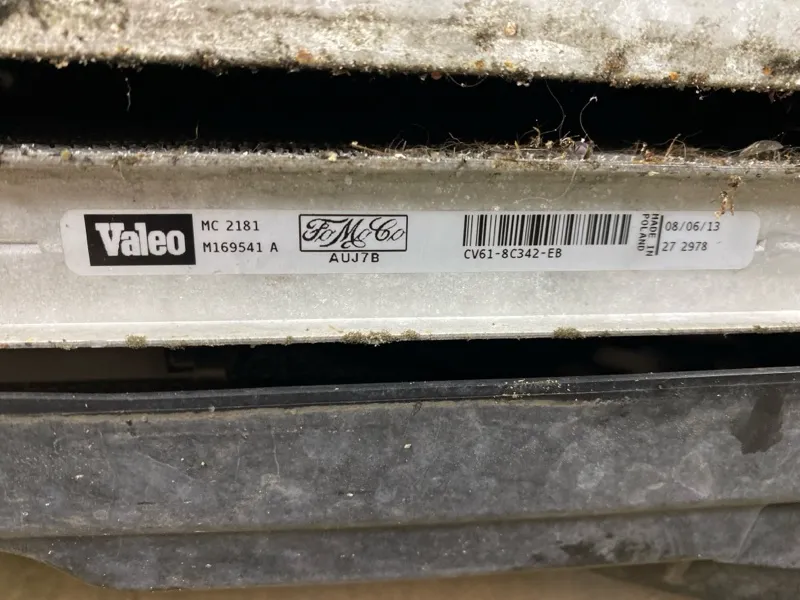 Valeo
MC 2181
M169541 A
FoMoCo
AUJ7B
CV61-8C342-EB
MADE IN
POLAND
08/06/13
27 2978